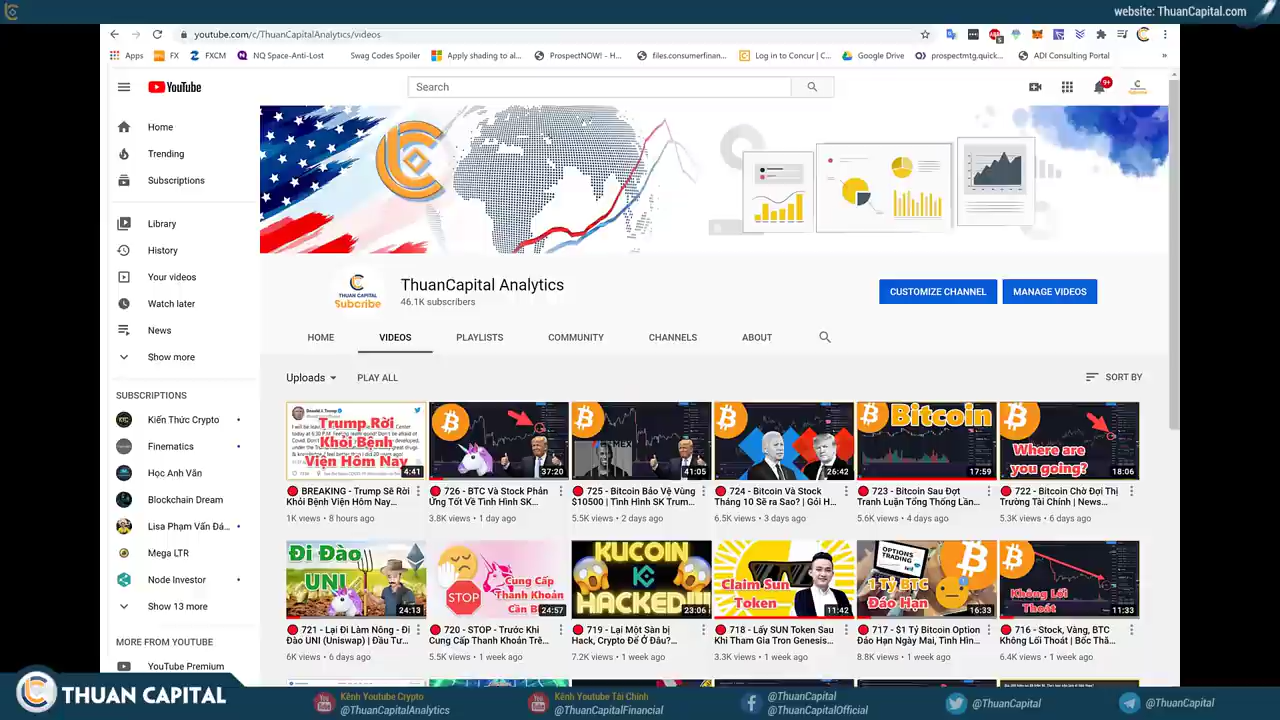 website: ThuanCapital.com
youtube.com/c/ThuanCapitalAnalytics/videos
Apps
FX
FXCM
NQ Space-Anti-Lost
Swag Codes Spoiler
Apply shading to al...
ProspectNOW! - H...
files.consumerfinan...
Log in to Concur | C...
Google Drive
prospectmtg.quick...
ADI Consulting Portal
»
YouTube
Search
9+
Home
Trending
Subscriptions
Library
History
Your videos
Watch later
News
Show more
SUBSCRIPTIONS
Kiến Thức Crypto
Finematics
Học Anh Văn
Blockchain Dream
Lisa Phạm Vấn Đá...
Mega LTR
Node Investor
Show 13 more
MORE FROM YOUTUBE
YouTube Premium
THUAN CAPITAL
Subcribe
ThuanCapital Analytics
46.1K subscribers
CUSTOMIZE CHANNEL
MANAGE VIDEOS
HOME
VIDEOS
PLAYLISTS
COMMUNITY
CHANNELS
ABOUT
Uploads
PLAY ALL
SORT BY
Trump Rời
Khỏi Bệnh
Viện Hôm Nay
4:41
BREAKING - Trump Sẽ Rời
Khỏi Bệnh Viện Hôm Nay...
1K views • 8 hours ago
37:20
726 - BTC Và Stock Phản
Ứng Tốt Về Tình Hình SK...
3.8K views • 1 day ago
41:05
725 - Bitcoin Bảo Vệ Vùng
$10500 | Tình Hình SK Trum...
5.5K views • 2 days ago
26:42
724 - Bitcoin Và Stock
Tháng 10 Sẽ ra Sao? | Gói H...
6.5K views • 3 days ago
Bitcoin
17:59
723 - Bitcoin Sau Đợt
Tranh Luận Tổng Thống Lần...
5.6K views • 4 days ago
Where are
you going?
18:06
722 - Bitcoin Chờ Đợi Thị
Trường Tài Chính | News...
5.3K views • 6 days ago
Đi Đào
UNI
24:13
721 - Lại Đi Làm Nông - Đi
Đào UNI (Uniswap) | Đầu Tư...
6K views • 6 days ago
STOP
24:57
720 - STOP - Trước Khi
Cung Cấp Thanh Khoản Trê...
5.5K views • 1 week ago
KUCOIN
HACKED!!!
23:06
719 - Lại Một Sàn bị
Hack, Crypto Để Ở Đâu?...
7.2K views • 1 week ago
Claim Sun
Token
11:42
718 - Lấy SUN Token Sau
Khi Tham Gia Tron Genesis...
3.3K views • 1 week ago
OPTIONS
TRADING
1 Tỷ BTC
Đáo Hạn
16:33
717 - $1 Tỷ Bitcoin Option
Đáo Hạn Ngày Mai, Tình Hìn...
8.8K views • 1 week ago
Không Lối
Thoát
11:33
716 - Stock, Vàng, BTC
Không Lối Thoát | Bốc Thă...
6.4K views • 1 week ago
THUAN CAPITAL
Kênh Youtube Crypto
@ThuanCapitalAnalytics
Kênh Youtube Tài Chính
@ThuanCapitalFinancial
@ThuanCapital
@ThuanCapitalOfficial
@ThuanCapital
@ThuanCapital